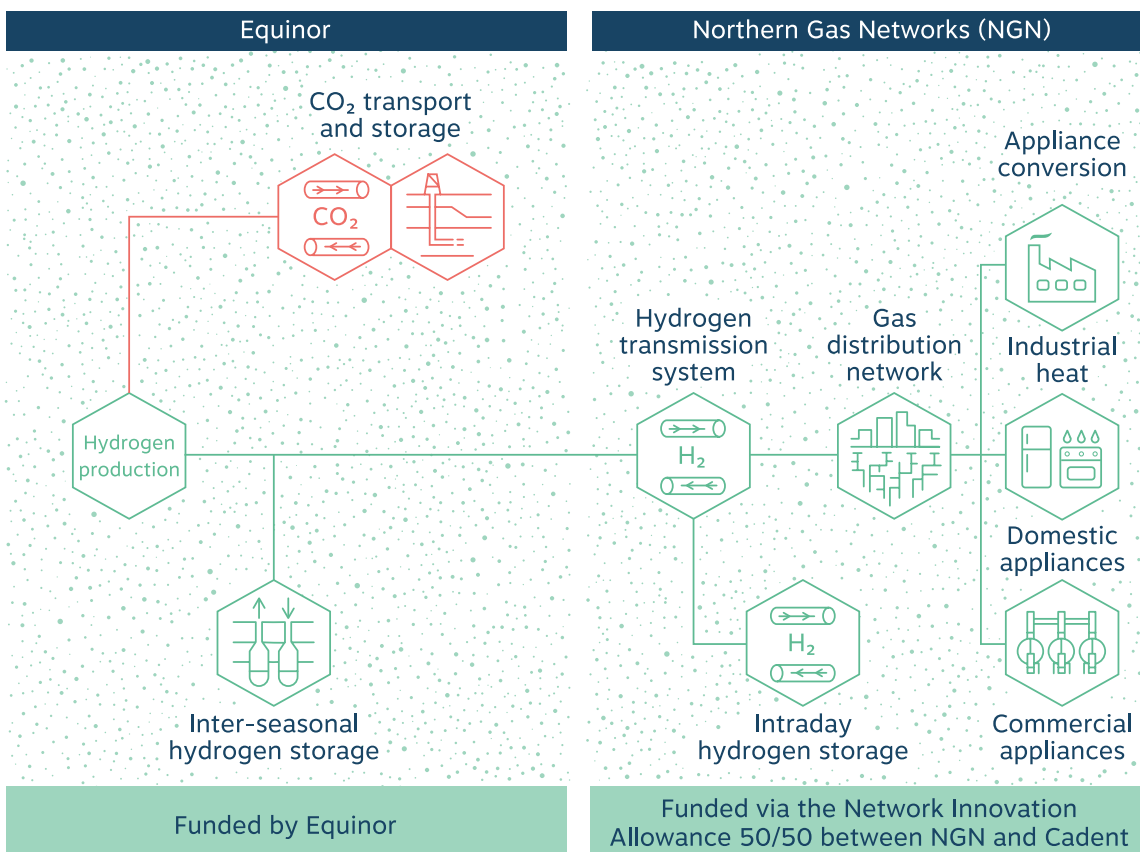 Equinor
CO₂ transport
and storage
CO₂
Hydrogen
production
Inter-seasonal
hydrogen storage
Funded by Equinor
Northern Gas Networks (NGN)
Appliance
conversion
Hydrogen
transmission
system
H₂
Gas
distribution
network
Industrial
heat
Domestic
appliances
H₂
Intraday
hydrogen storage
Commercial
appliances
Funded via the Network Innovation
Allowance 50/50 between NGN and Cadent